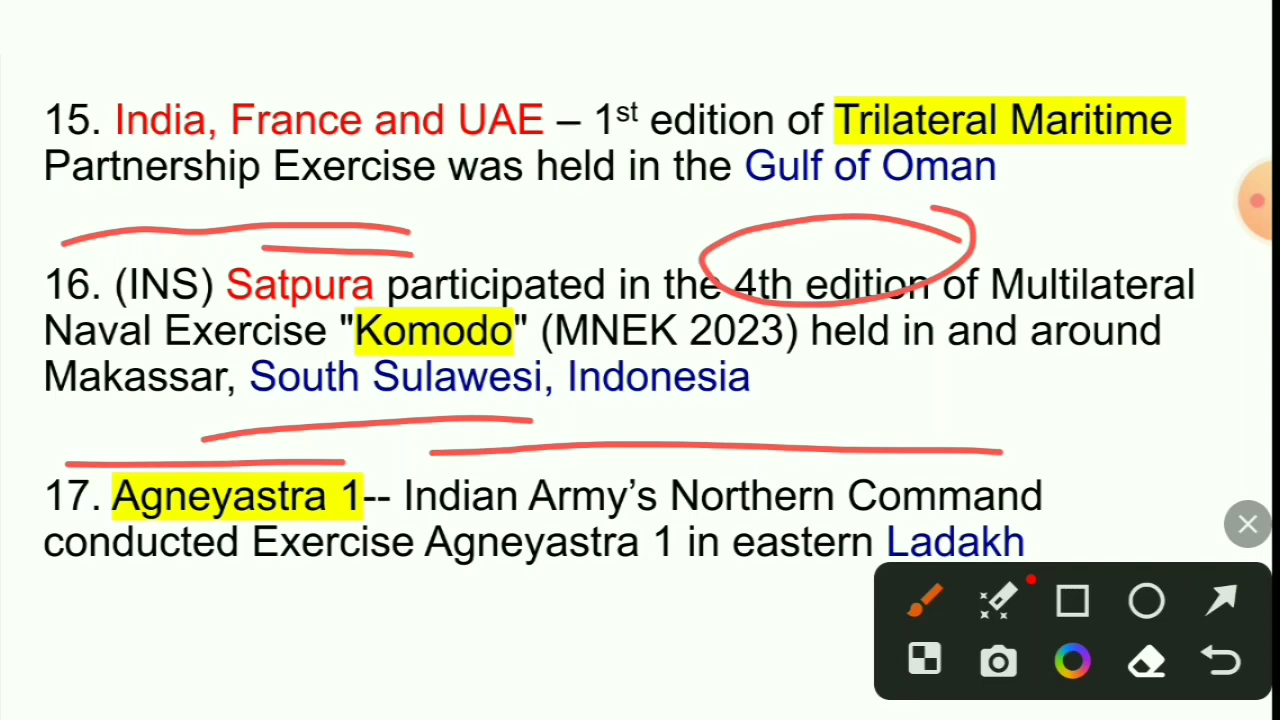 15. India, France and UAE – 1st edition of Trilateral Maritime
Partnership Exercise was held in the Gulf of Oman
16. (INS) Satpura participated in the 4th edition of Multilateral
Naval Exercise "Komodo" (MNEK 2023) held in and around
Makassar, South Sulawesi, Indonesia
17. Agneyastra 1-- Indian Army’s Northern Command
conducted Exercise Agneyastra 1 in eastern Ladakh